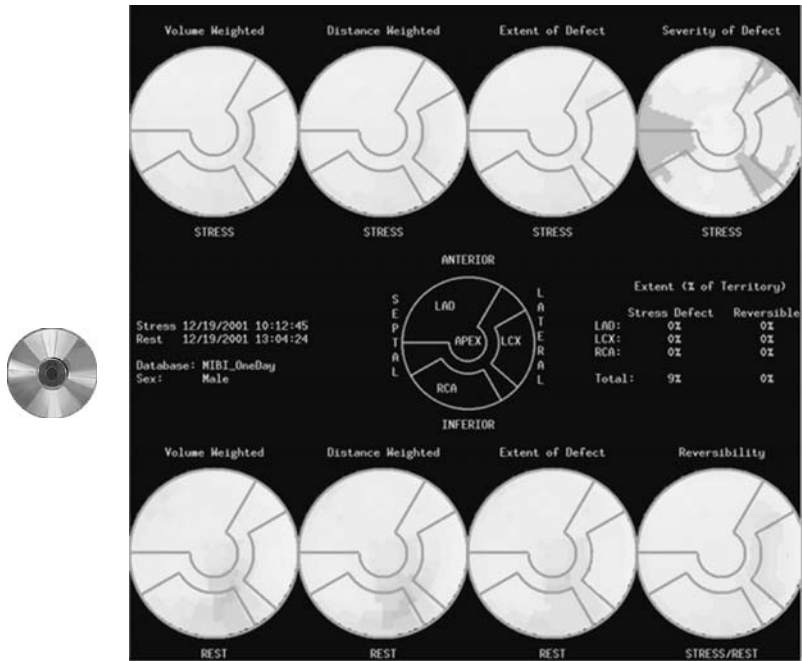 Volume Weighted Distance Weighted Extent of Defect Severity of Defect
STRESS STRESS STRESS STRESS
ANTERIOR
SEPTAL
LAD
APEX
LCX
RCA
LATERAL
INFERIOR
Stress 12/19/2001 10:12:45
Rest 12/19/2001 13:04:24
Database: MIBI_OneDay
Sex: Male
Extent (% of Territory)
Stress Defect Reversible
LAD: 0% 0%
LCX: 0% 0%
RCA: 0% 0%
Total: 9% 0%
Volume Weighted Distance Weighted Extent of Defect Reversibility
REST REST REST STRESS/REST